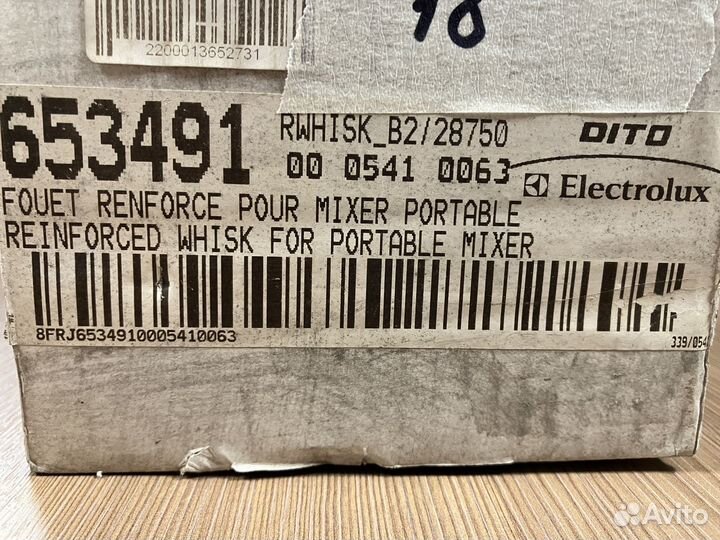 2200013652731
98
653491
RWHISK_B2/28750
DITO
00 0541 0063
Electrolux
FOUET RENFORCE POUR MIXER PORTABLE
REINFORCED WHISK FOR PORTABLE MIXER
8FRJ6534910005410063
339/054
Avito